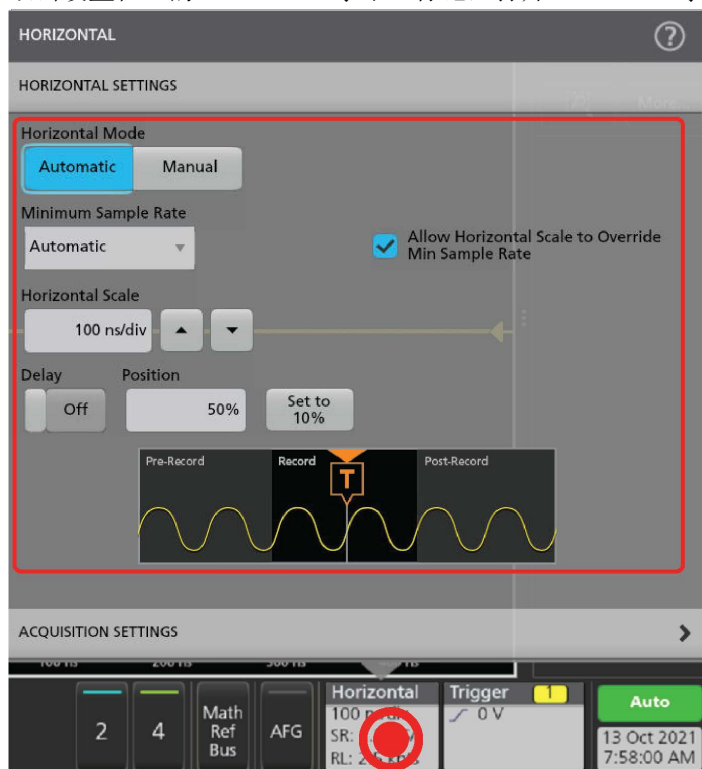 HORIZONTAL
?
HORIZONTAL SETTINGS
More...
Horizontal Mode
Automatic Manual
Minimum Sample Rate
Automatic
Allow Horizontal Scale to Override
Min Sample Rate
Horizontal Scale
100 ns/div
Delay Position
Off 50% Set to
10%
Pre-Record Record T Post-Record
ACQUISITION SETTINGS
2 4 Math
Ref
Bus AFG
Horizontal
100
SR:
RL:
Trigger 1
0 V
Auto
13 Oct 2021
7:58:00 AM